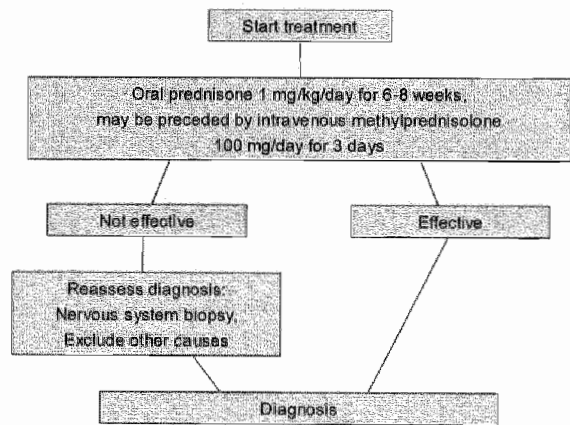 Start treatment
Oral prednisone 1 mg/kg/day for 6-8 weeks,
may be preceded by intravenous methylprednisolone
100 mg/day for 3 days
Not effective
Effective
Reassess diagnosis:
Nervous system biopsy,
Exclude other causes
Diagnosis